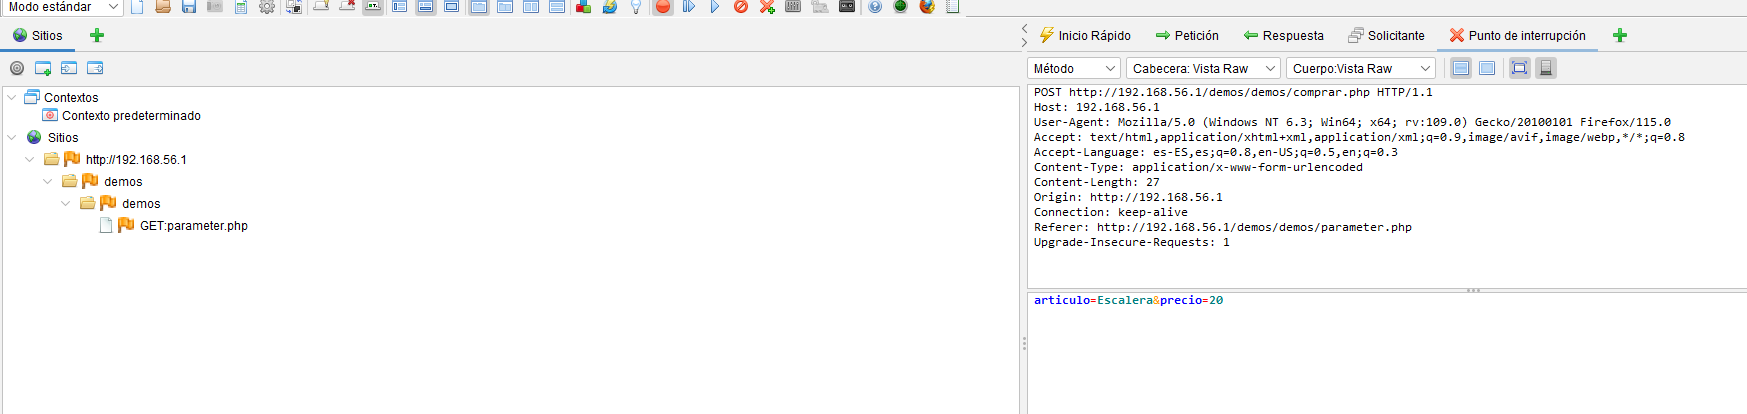 Modo estándar
Sitios
Inicio Rápido
Petición
Respuesta
Solicitante
Punto de interrupción
Método
Cabecera: Vista Raw
Cuerpo:Vista Raw
Contextos
Contexto predeterminado
Sitios
http://192.168.56.1
demos
demos
GET:parameter.php
POST http://192.168.56.1/demos/demos/comprar.php HTTP/1.1
Host: 192.168.56.1
User-Agent: Mozilla/5.0 (Windows NT 6.3; Win64; x64; rv:109.0) Gecko/20100101 Firefox/115.0
Accept: text/html,application/xhtml+xml,application/xml;q=0.9,image/avif,image/webp,*/*;q=0.8
Accept-Language: es-ES,es;q=0.8,en-US;q=0.5,en;q=0.3
Content-Type: application/x-www-form-urlencoded
Content-Length: 27
Origin: http://192.168.56.1
Connection: keep-alive
Referer: http://192.168.56.1/demos/demos/parameter.php
Upgrade-Insecure-Requests: 1
articulo=Escalera&precio=20